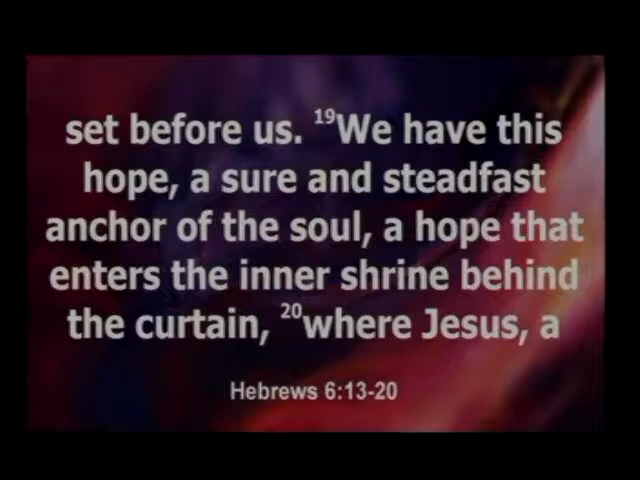 set before us. 19We have this
hope, a sure and steadfast
anchor of the soul, a hope that
enters the inner shrine behind
the curtain, 20where Jesus, a
Hebrews 6:13-20